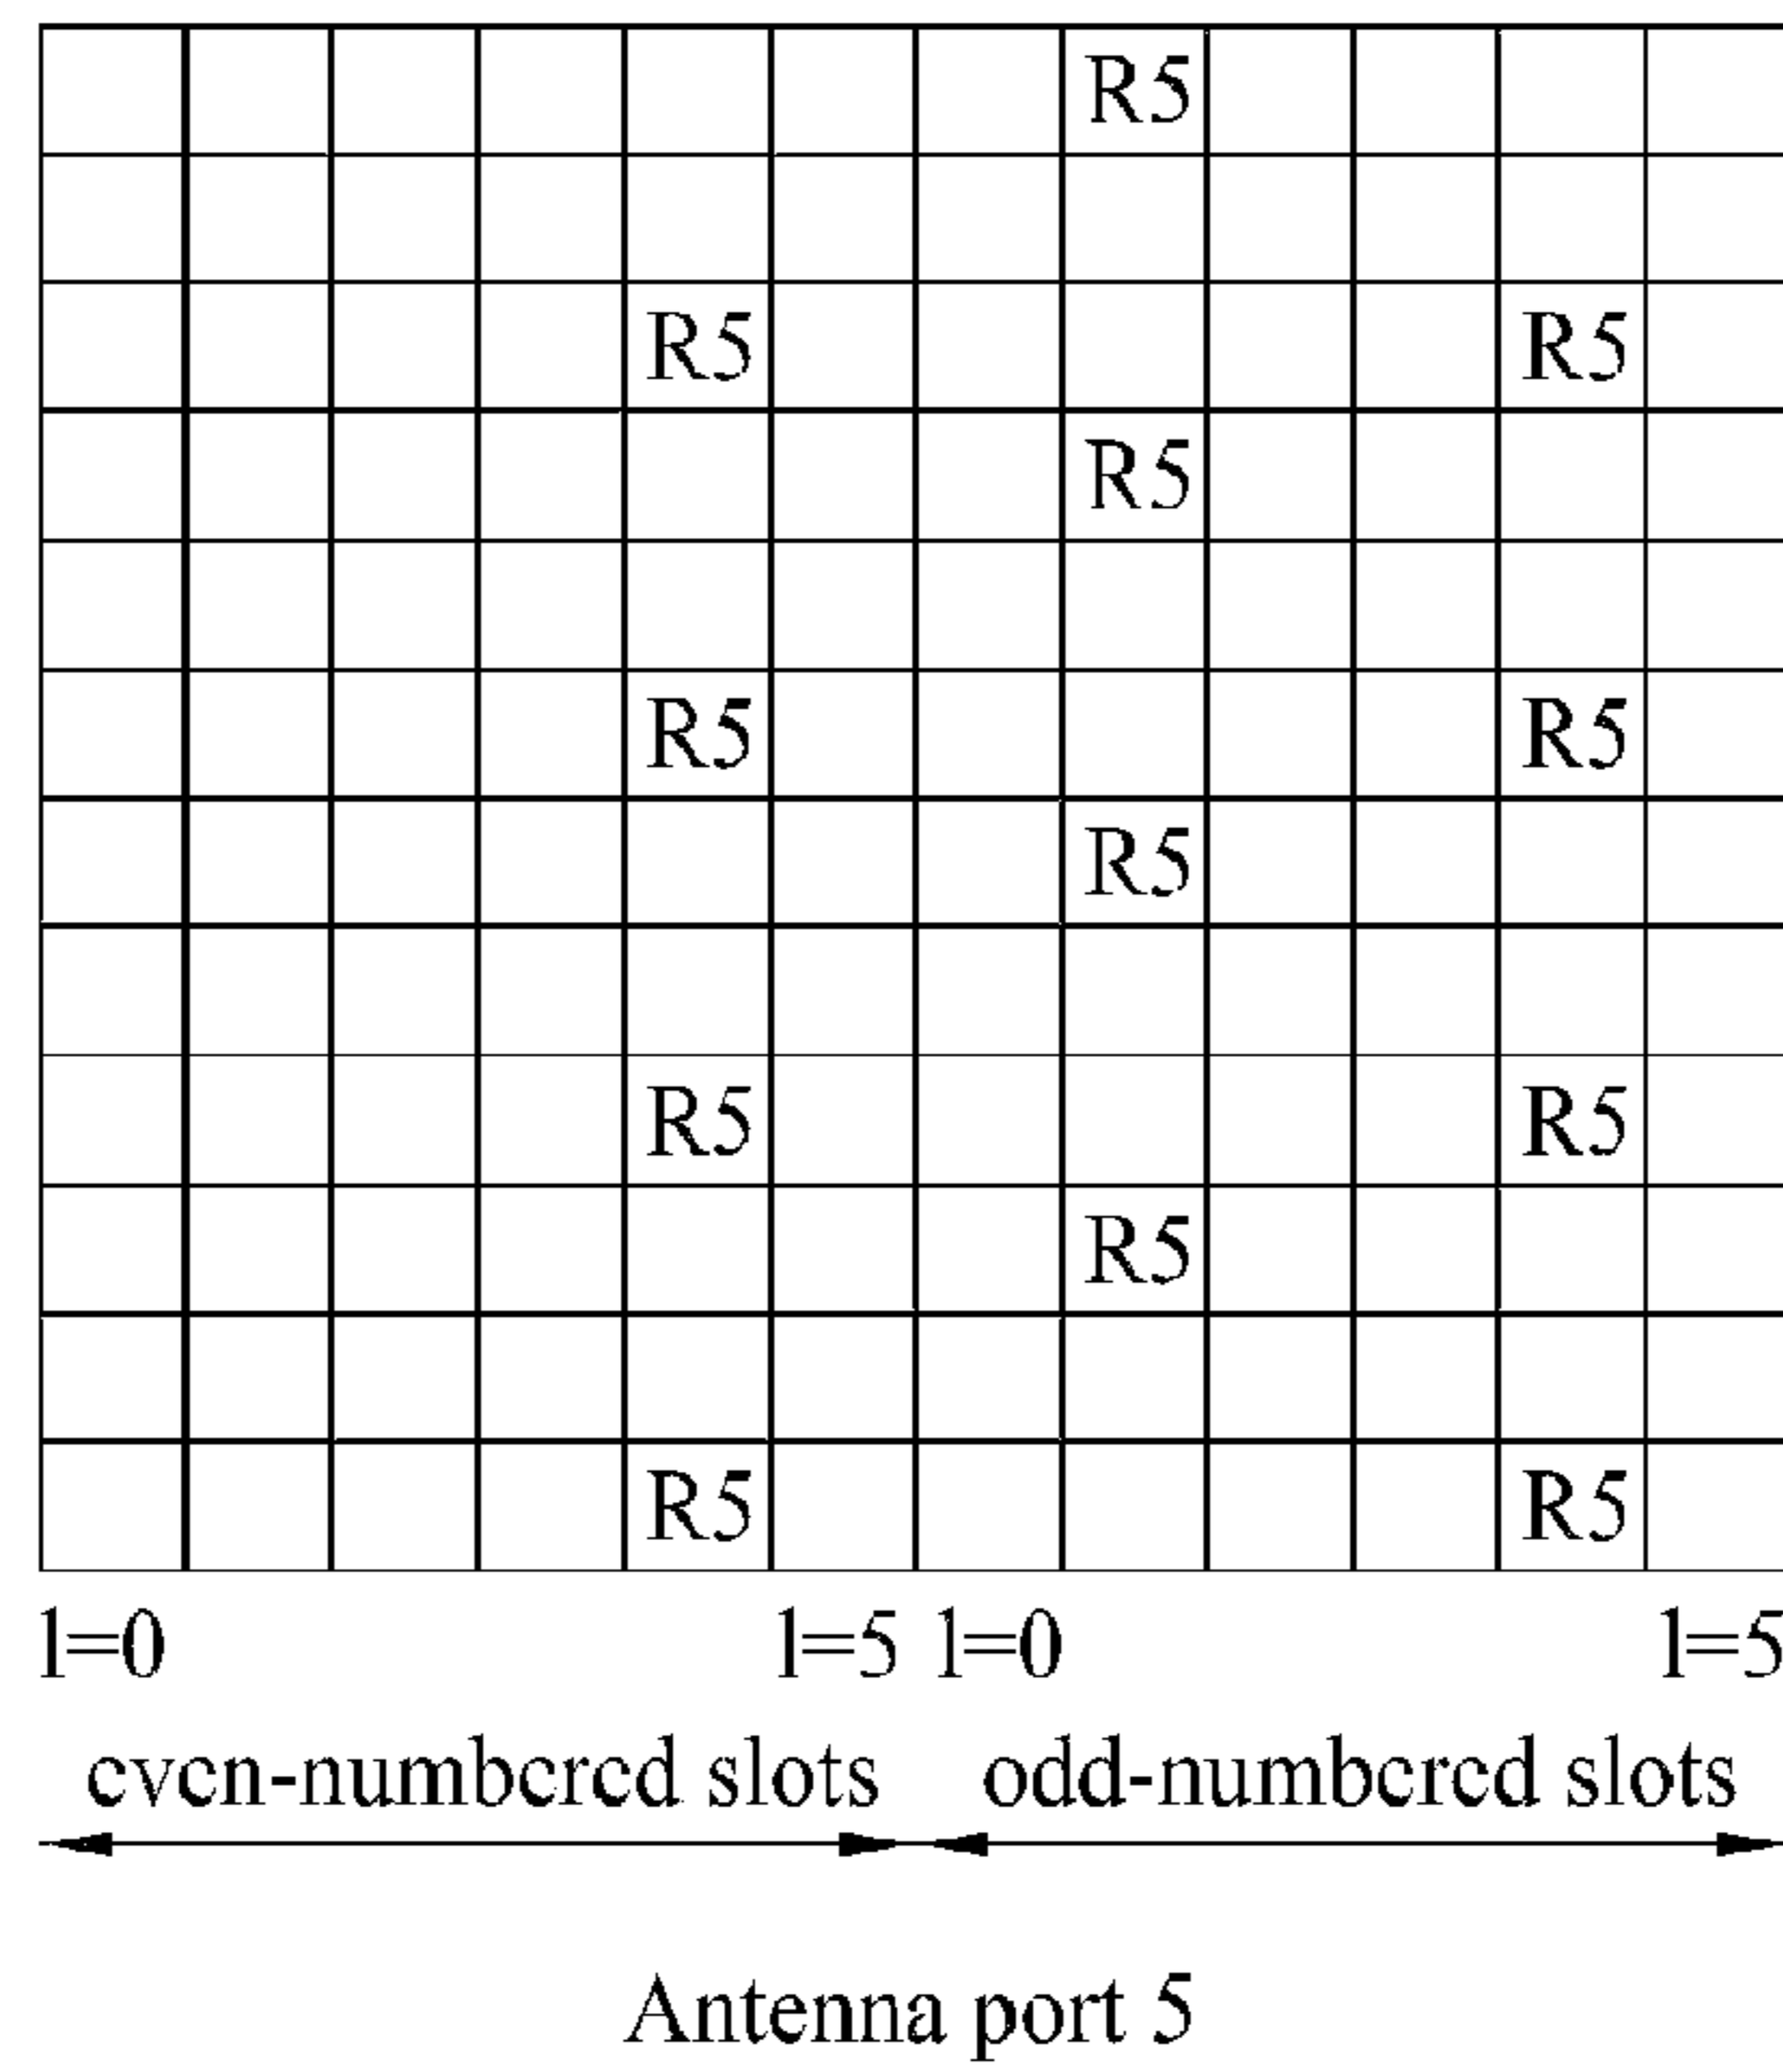 R5
R5 R5
R5
R5 R5
R5
R5 R5
R5
R5 R5
l=0 l=5 l=0 l=5
even-numbered slots odd-numbered slots
Antenna port 5